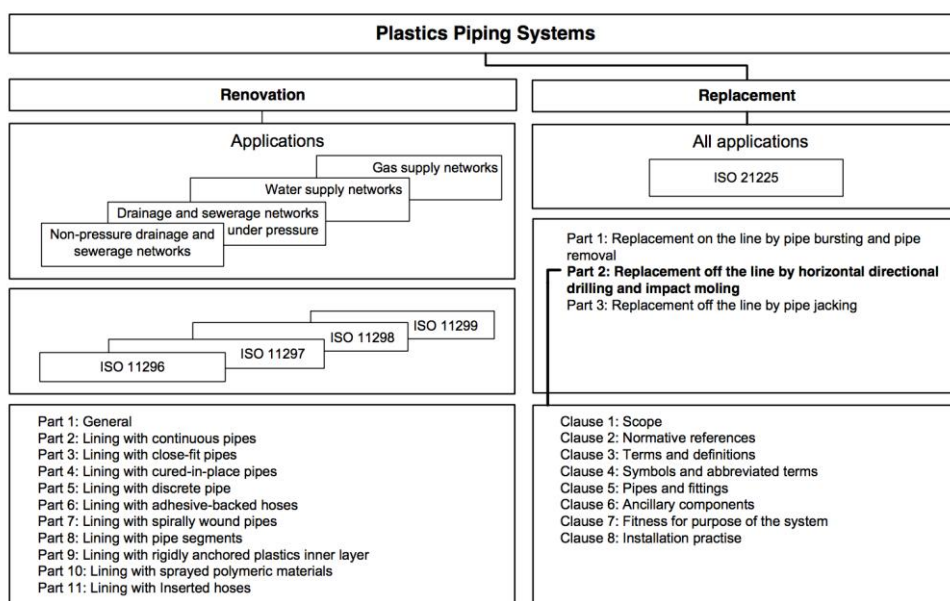 Plastics Piping Systems
Renovation
Replacement
Applications
Gas supply networks
Water supply networks
Drainage and sewerage networks
under pressure
Non-pressure drainage and
sewerage networks
All applications
ISO 21225
Part 1: Replacement on the line by pipe bursting and pipe
removal
Part 2: Replacement off the line by horizontal directional
drilling and impact moling
Part 3: Replacement off the line by pipe jacking
ISO 11299
ISO 11298
ISO 11297
ISO 11296
Part 1: General
Part 2: Lining with continuous pipes
Part 3: Lining with close-fit pipes
Part 4: Lining with cured-in-place pipes
Part 5: Lining with discrete pipe
Part 6: Lining with adhesive-backed hoses
Part 7: Lining with spirally wound pipes
Part 8: Lining with pipe segments
Part 9: Lining with rigidly anchored plastics inner layer
Part 10: Lining with sprayed polymeric materials
Part 11: Lining with Inserted hoses
Clause 1: Scope
Clause 2: Normative references
Clause 3: Terms and definitions
Clause 4: Symbols and abbreviated terms
Clause 5: Pipes and fittings
Clause 6: Ancillary components
Clause 7: Fitness for purpose of the system
Clause 8: Installation practise